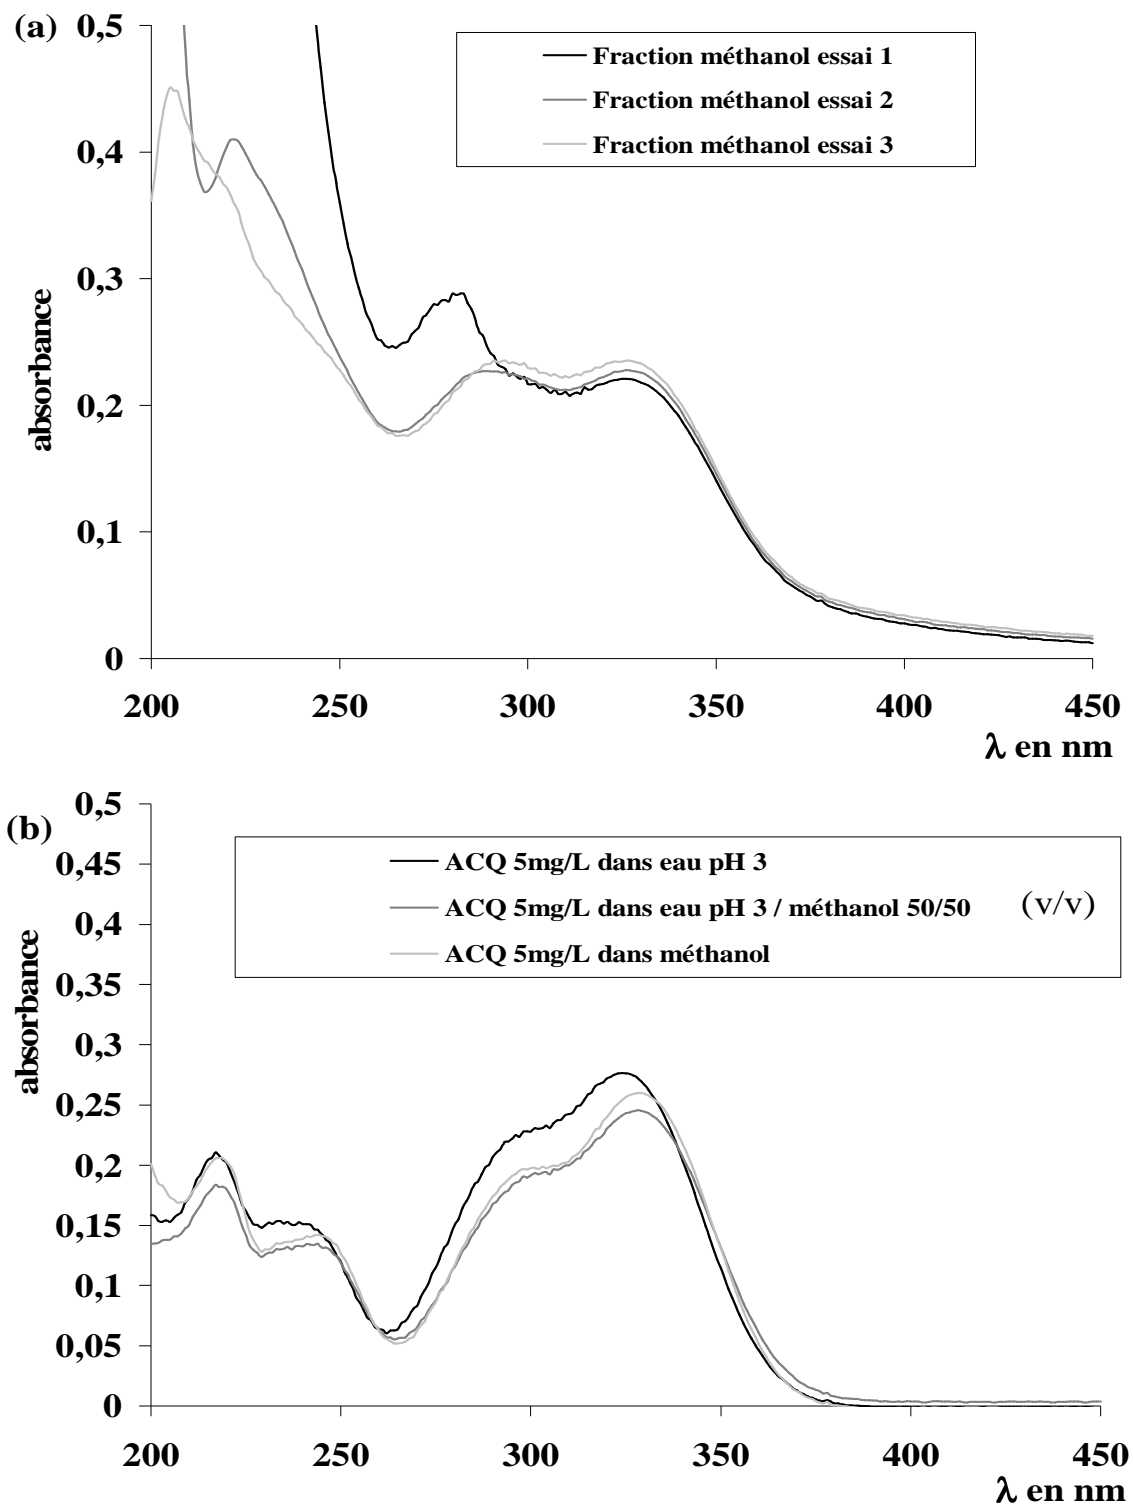 (a)
0,5
0,4
0,3
0,2
0,1
0
absorbance
Fraction méthanol essai 1
Fraction méthanol essai 2
Fraction méthanol essai 3
200 250 300 350 400 450
λ en nm
(b)
0,5
0,45
0,4
0,35
0,3
0,25
0,2
0,15
0,1
0,05
0
absorbance
ACQ 5mg/L dans eau pH 3
ACQ 5mg/L dans eau pH 3 / méthanol 50/50 (v/v)
ACQ 5mg/L dans méthanol
200 250 300 350 400 450
λ en nm